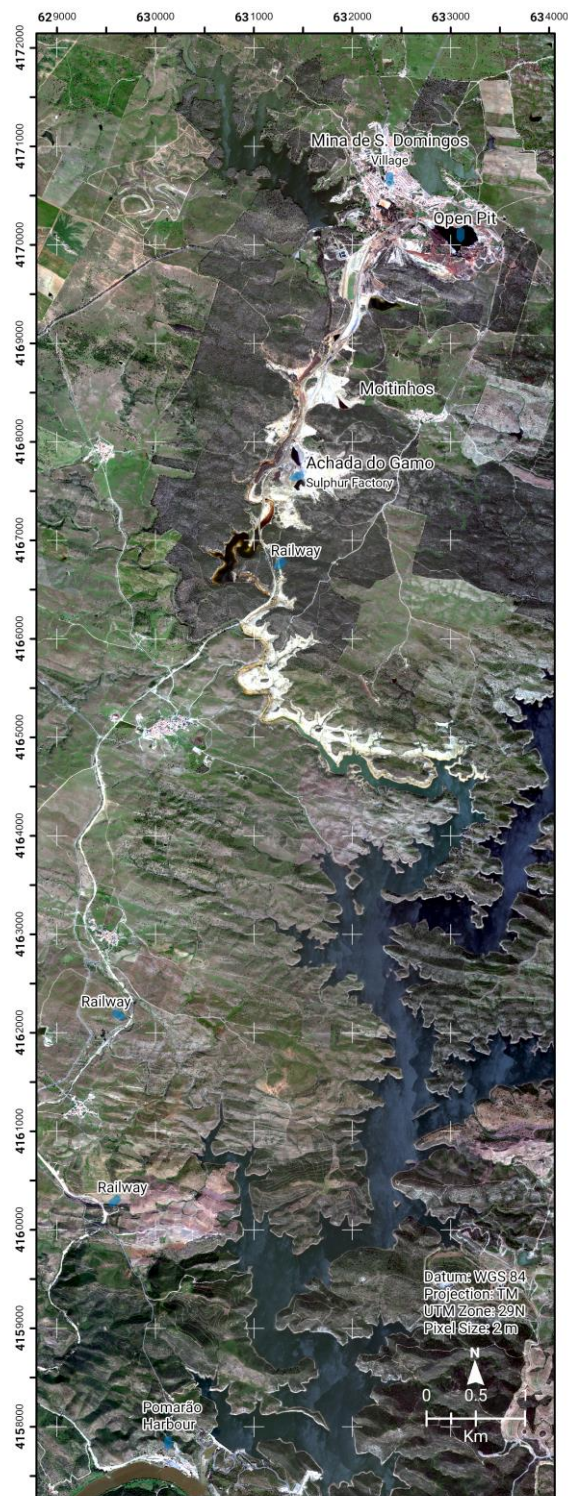 629000
630000
631000
632000
633000
634000
4172000
4171000
Mina de S. Domingos
Village
Open Pit
4170000
4169000
Moitinhos
4168000
Achada do Gamo
Sulphur Factory
4167000
Railway
4166000
4165000
4164000
4163000
Railway
4162000
4161000
Railway
4160000
Datum: WGS 84
Projection: TM
UTM Zone: 29N
Pixel Size: 2 m
4159000
N
0 0.5 1
Km
Pomarão
Harbour
4158000